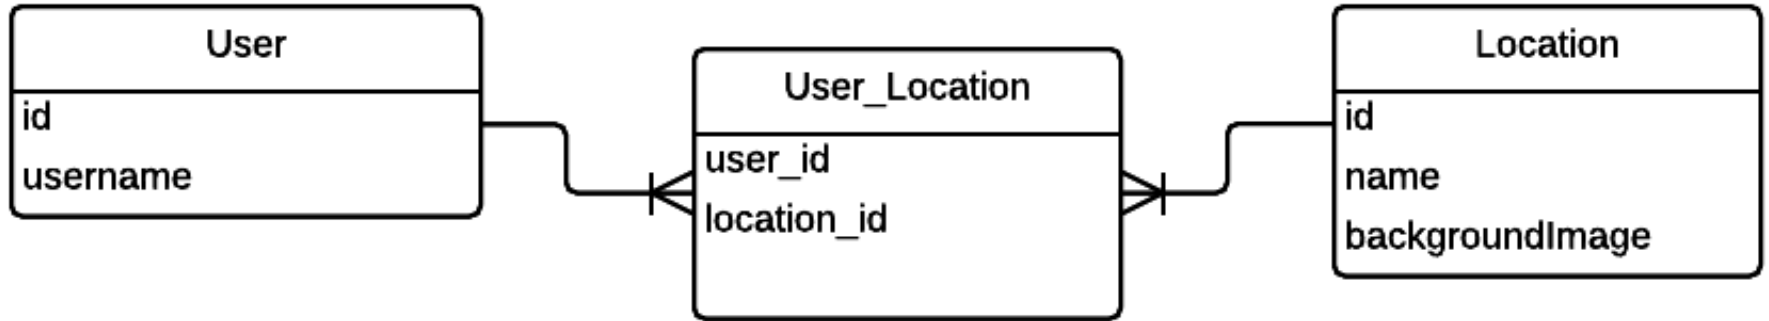 User
id
username
User_Location
user_id
location_id
Location
id
name
backgroundImage